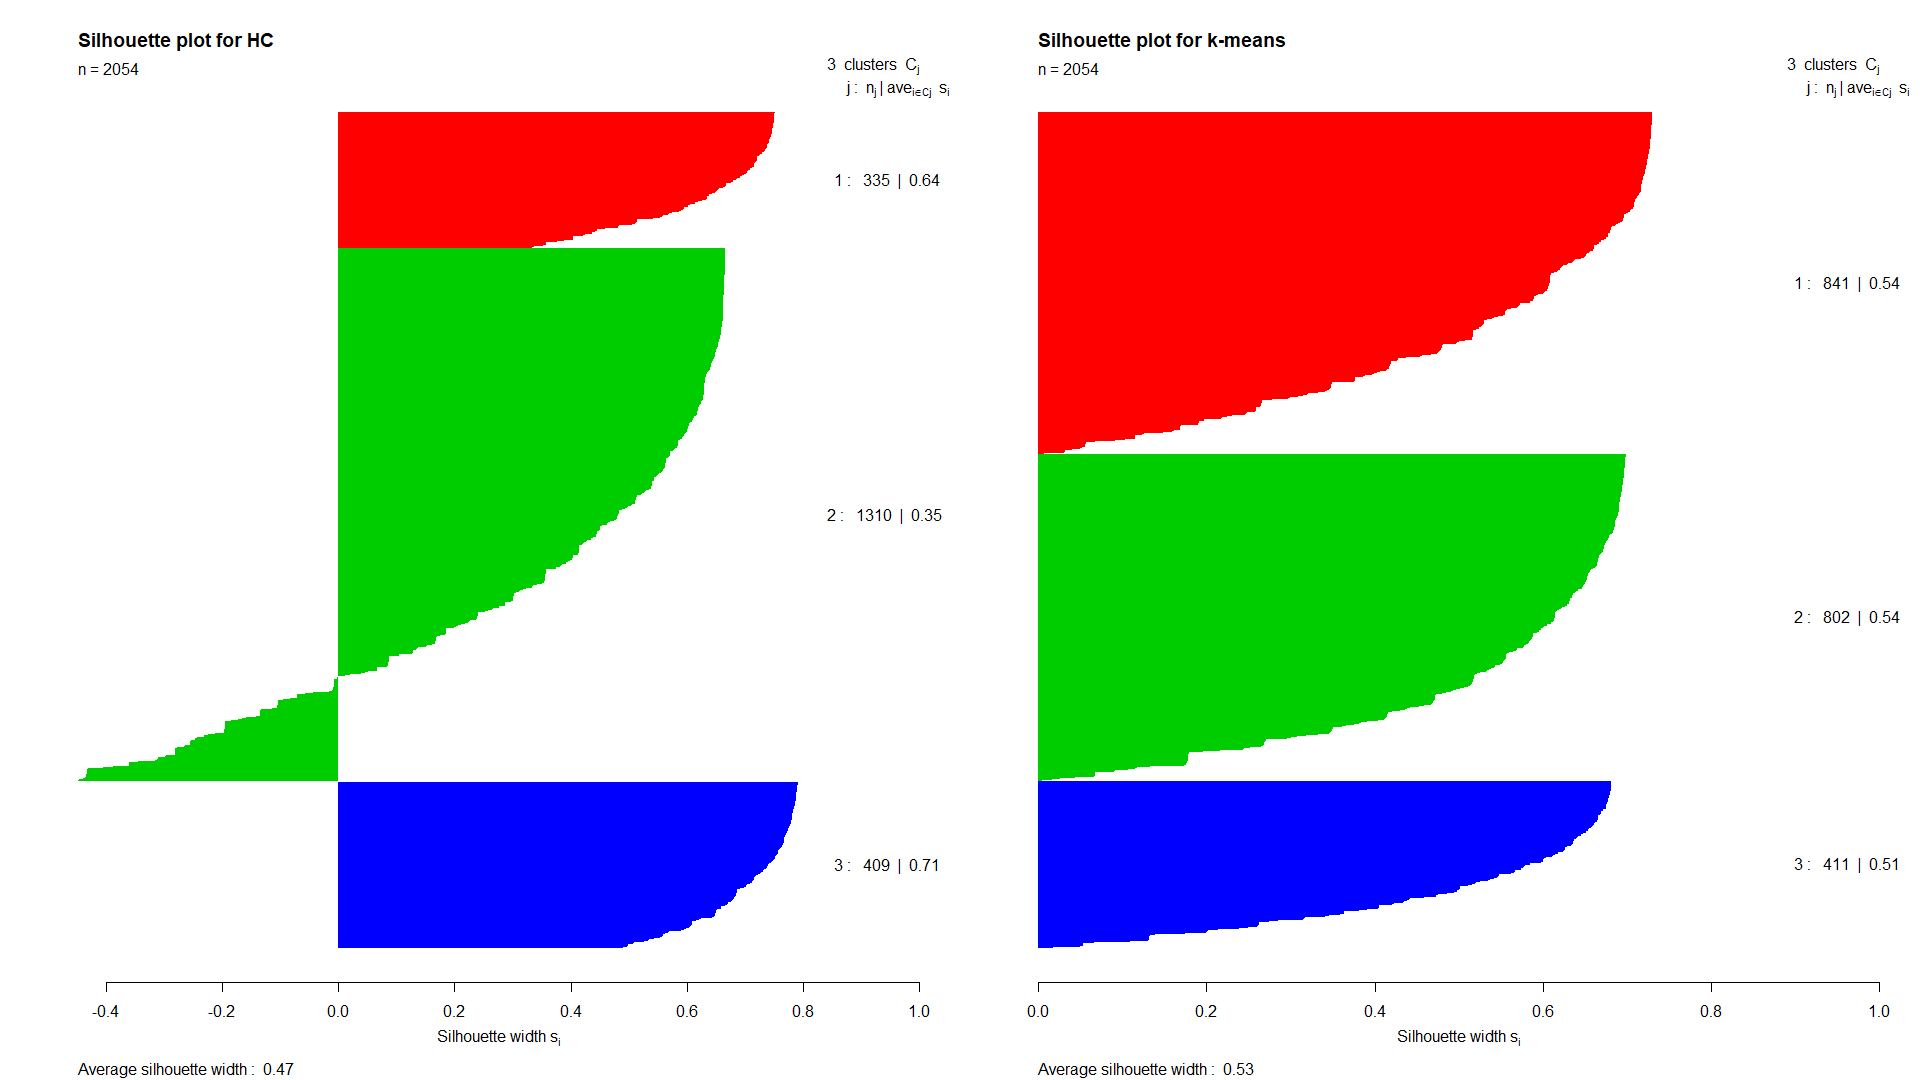 Silhouette plot for HC
n = 2054
3 clusters Cj
j : nj | avei∈Cj si
1 : 335 | 0.64
2 : 1310 | 0.35
3 : 409 | 0.71
-0.4 -0.2 0.0 0.2 0.4 0.6 0.8 1.0
Silhouette width si
Average silhouette width : 0.47
Silhouette plot for k-means
n = 2054
3 clusters Cj
j : nj | avei∈Cj si
1 : 841 | 0.54
2 : 802 | 0.54
3 : 411 | 0.51
0.0 0.2 0.4 0.6 0.8 1.0
Silhouette width si
Average silhouette width : 0.53